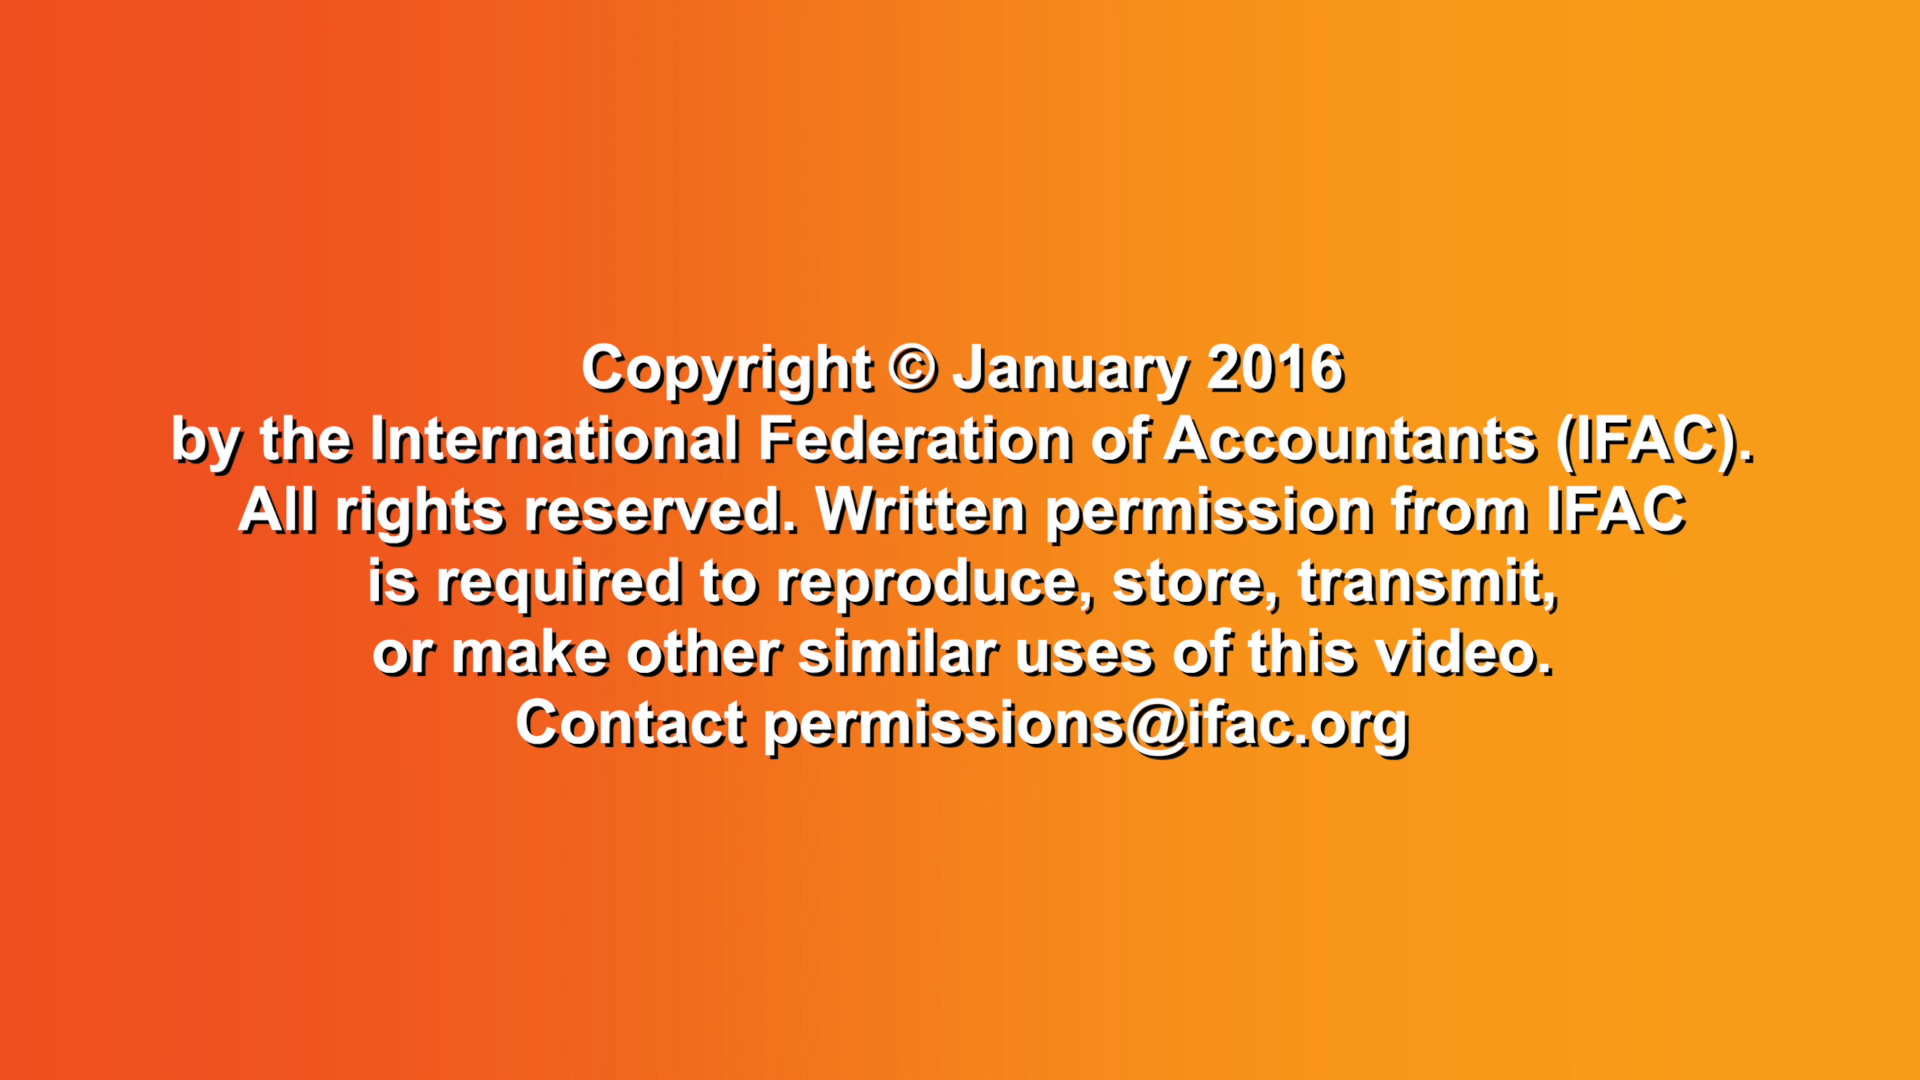 Copyright © January 2016
by the International Federation of Accountants (IFAC).
All rights reserved. Written permission from IFAC
is required to reproduce, store, transmit,
or make other similar uses of this video.
Contact permissions@ifac.org